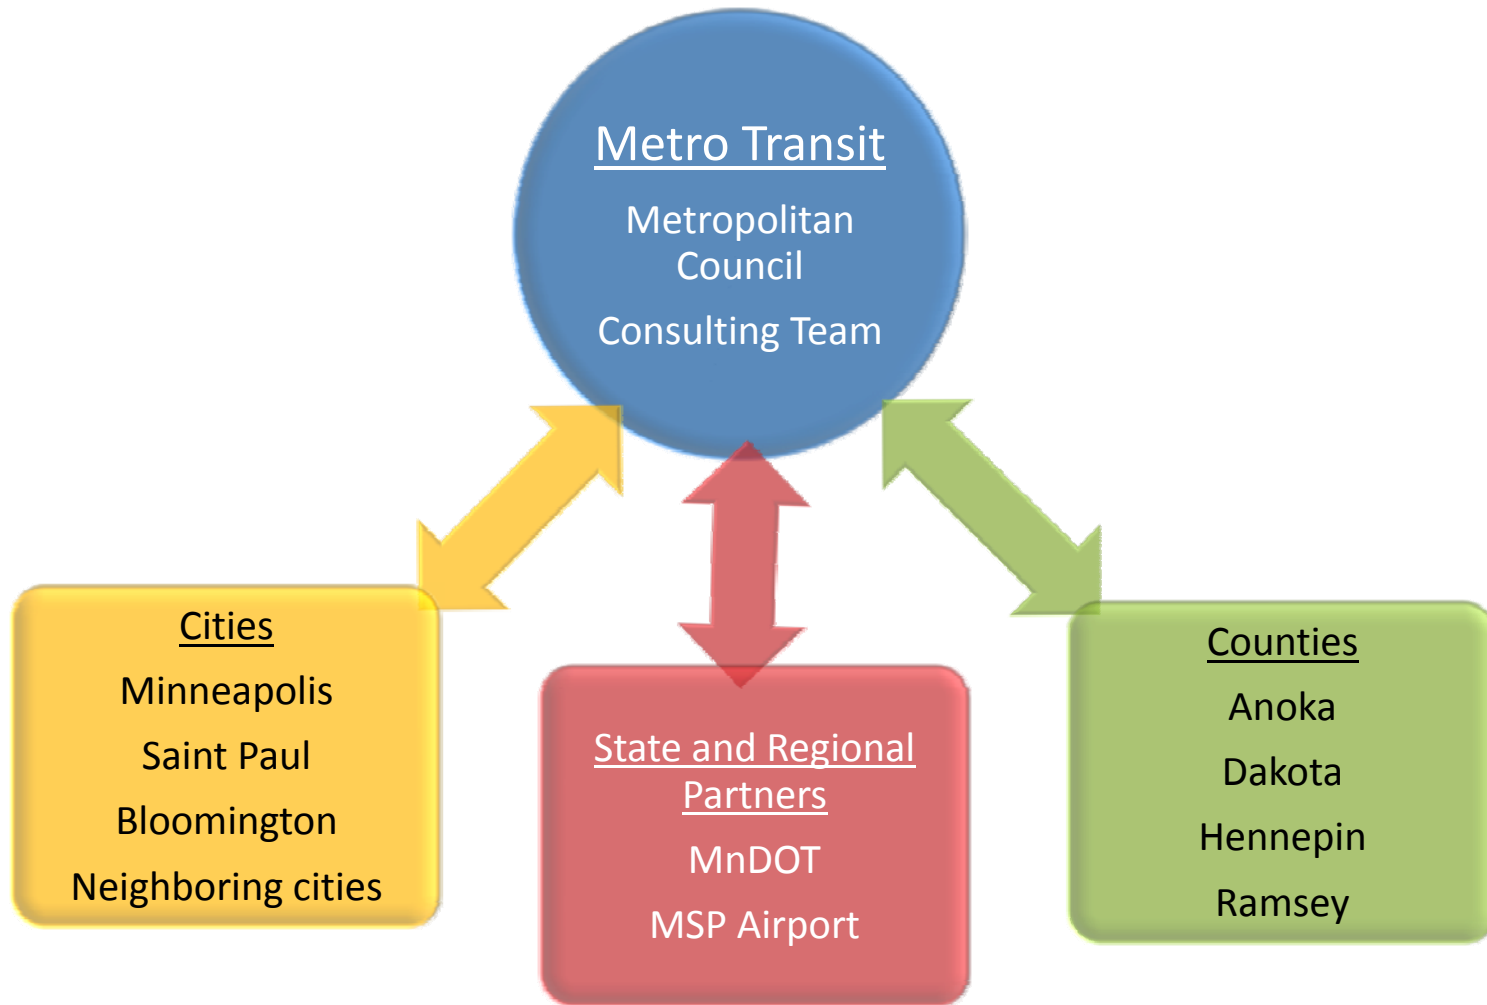 Metro Transit
Metropolitan
Council
Consulting Team
Cities
Minneapolis
Saint Paul
Bloomington
Neighboring cities
State and Regional
Partners
MnDOT
MSP Airport
Counties
Anoka
Dakota
Hennepin
Ramsey